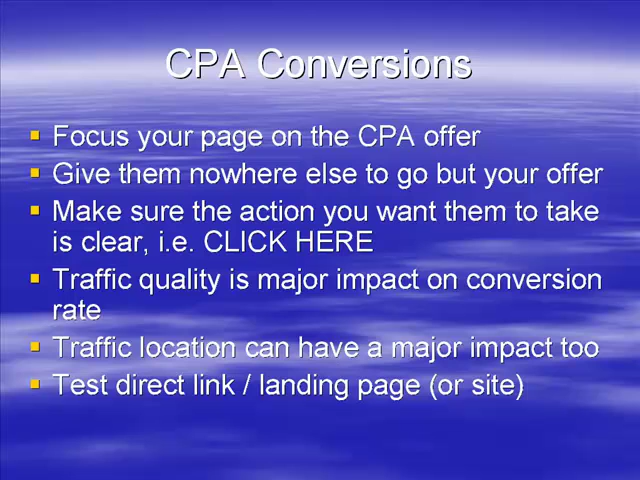 CPA Conversions
Focus your page on the CPA offer
Give them nowhere else to go but your offer
Make sure the action you want them to take
is clear, i.e. CLICK HERE
Traffic quality is major impact on conversion
rate
Traffic location can have a major impact too
Test direct link / landing page (or site)